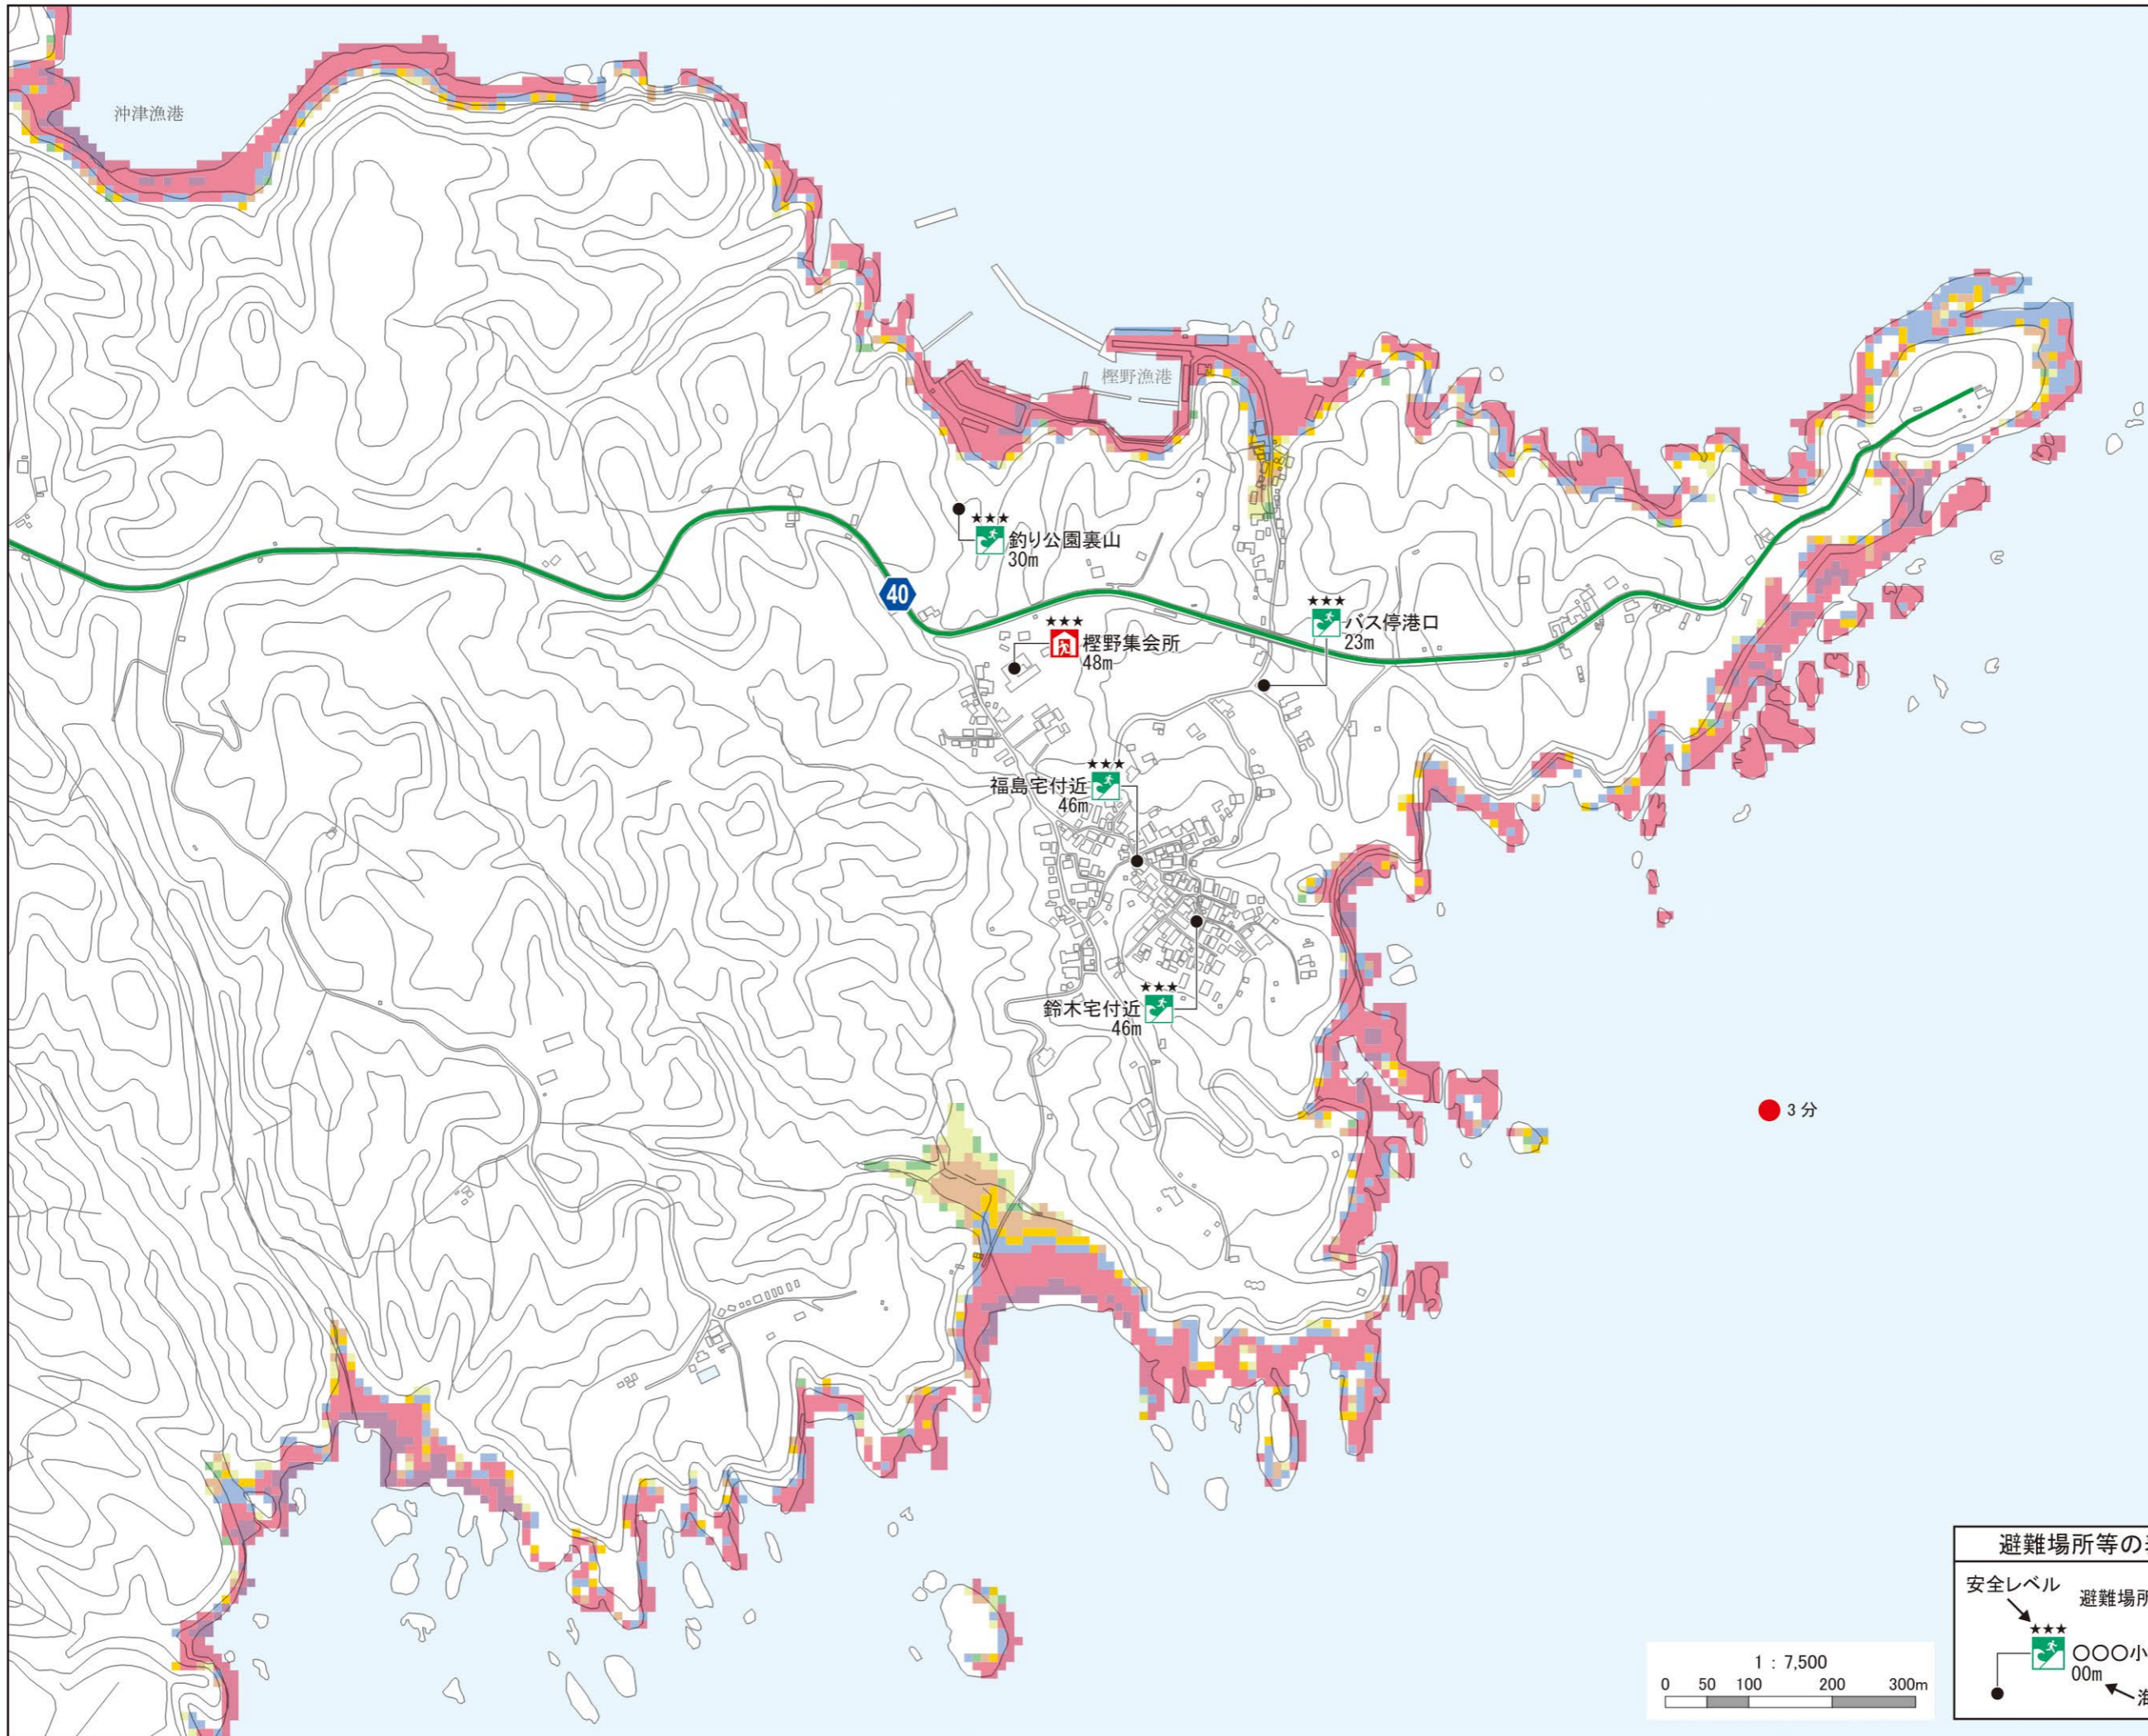 沖津漁港
樫野漁港
★★★
釣り公園裏山
30m
40
★★★
樫野集会所
48m
★★★
バス停港口
23m
★★★
福島宅付近
46m
★★★
鈴木宅付近
46m
3 分
1 : 7,500
0 50 100 200 300m
避難場所等の
安全レベル
避難場所
★★★
○○○小
00m